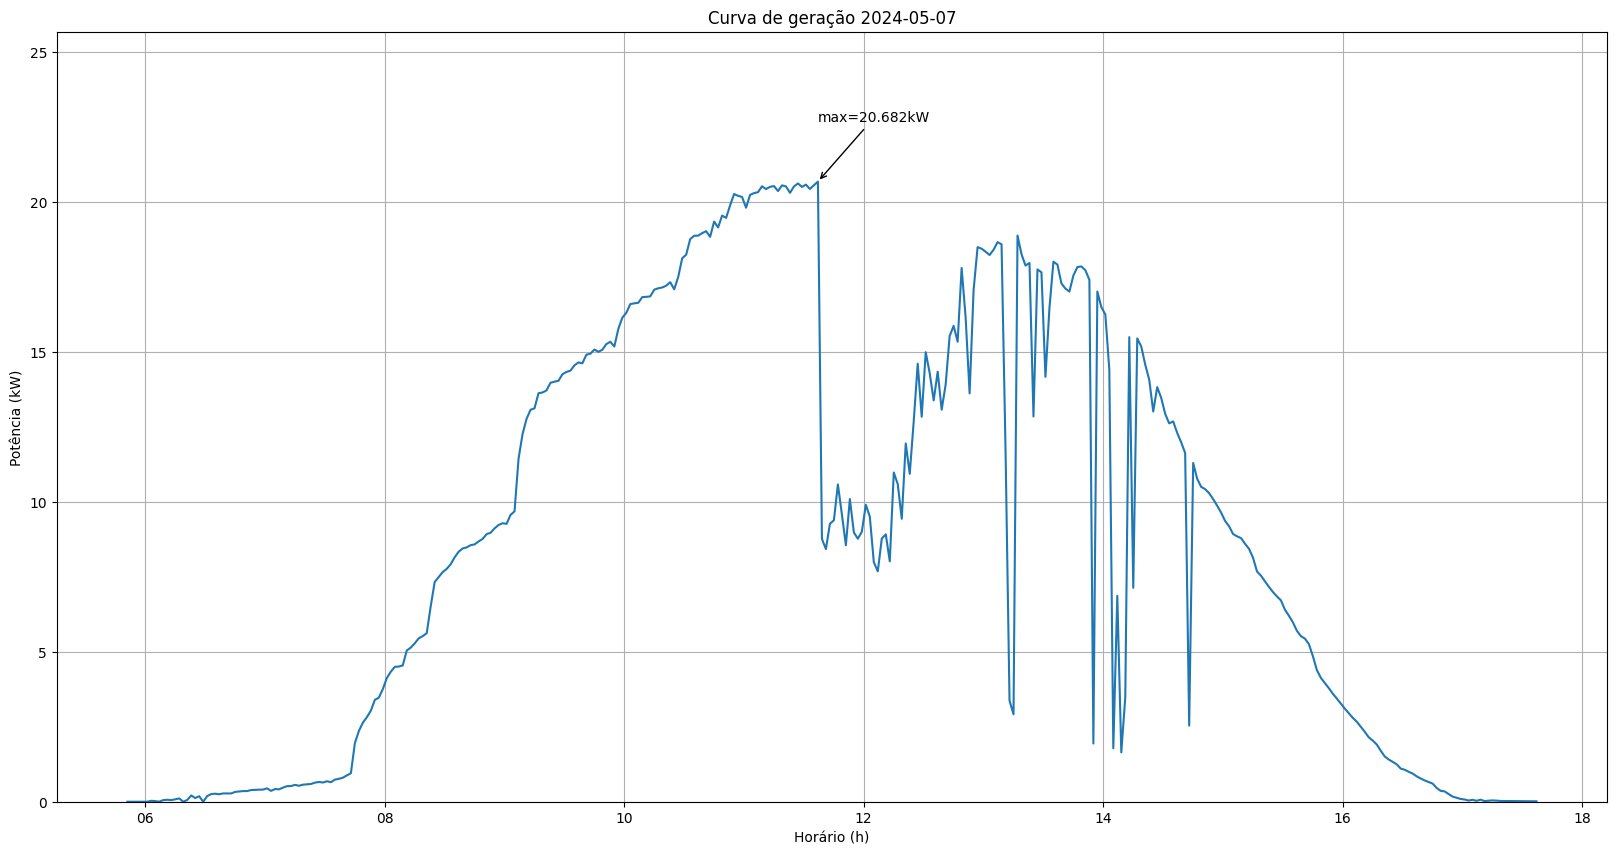 Curva de geração 2024-05-07
25
max=20.682kW
20
15
Potência (kW)
10
5
0
06 08 10 12 14 16 18
Horário (h)